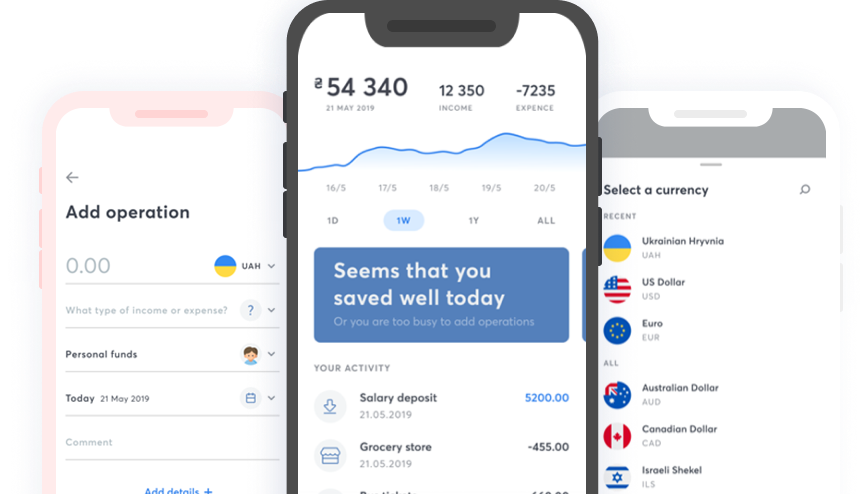 Add operation
0.00
UAH
What type of income or expense?
?
Personal funds
Today 21 May 2019
Comment
Add details +
₴ 54 340
21 MAY 2019
12 350
INCOME
-7235
EXPENCE
16/5 17/5 18/5 19/5 20/5
1D 1W 1Y ALL
Seems that you
saved well today
Or you are too busy to add operations
YOUR ACTIVITY
Salary deposit 5200.00
21.05.2019
Grocery store -455.00
21.05.2019
Select a currency
RECENT
Ukrainian Hryvnia
UAH
US Dollar
USD
Euro
EUR
ALL
Australian Dollar
AUD
Canadian Dollar
CAD
Israeli Shekel
ILS